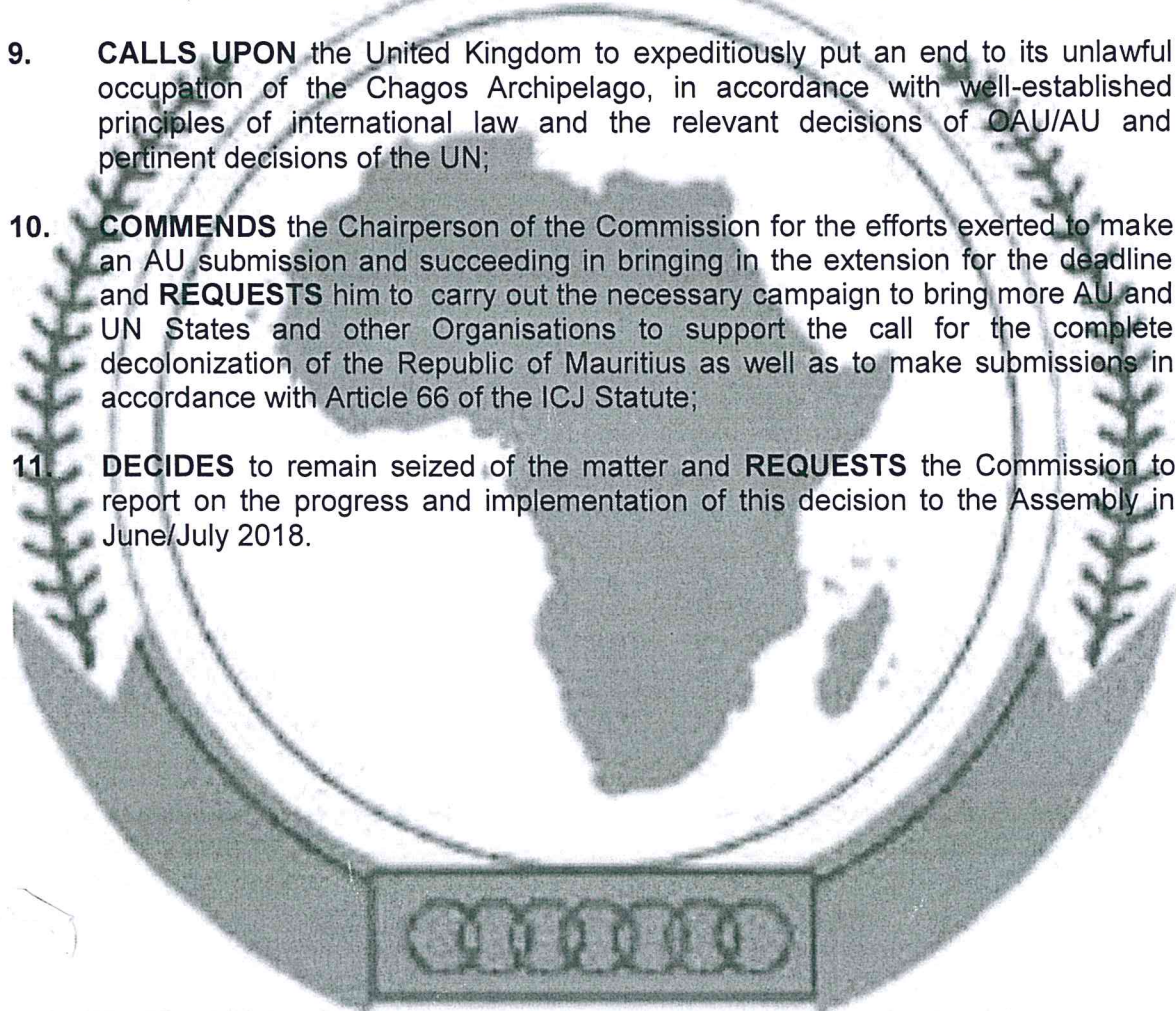 9. CALLS UPON the United Kingdom to expeditiously put an end to its unlawful
occupation of the Chagos Archipelago, in accordance with well-established
principles of international law and the relevant decisions of OAU/AU and
pertinent decisions of the UN;
10. COMMENDS the Chairperson of the Commission for the efforts exerted to make
an AU submission and succeeding in bringing in the extension for the deadline
and REQUESTS him to carry out the necessary campaign to bring more AU and
UN States and other Organisations to support the call for the complete
decolonization of the Republic of Mauritius as well as to make submissions in
accordance with Article 66 of the ICJ Statute;
11. DECIDES to remain seized of the matter and REQUESTS the Commission to
report on the progress and implementation of this decision to the Assembly in
June/July 2018.